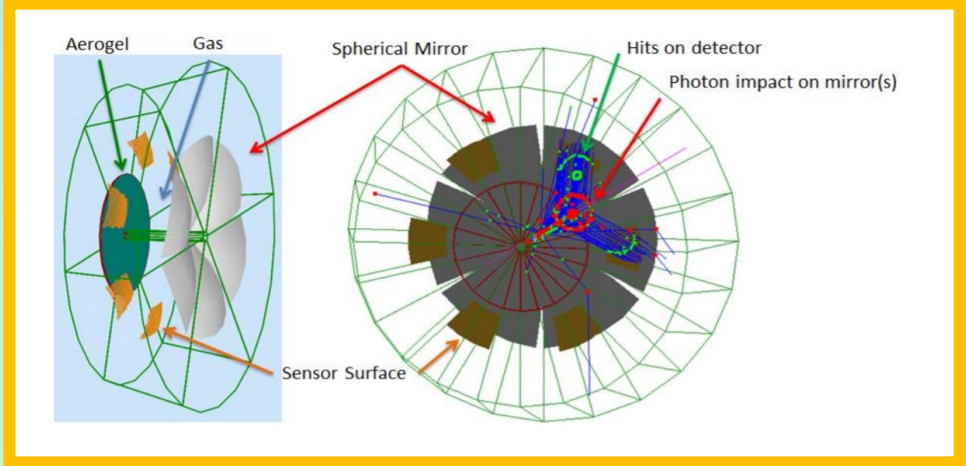 Aerogel
Gas
Spherical Mirror
Hits on detector
Photon impact on mirror(s)
Sensor Surface